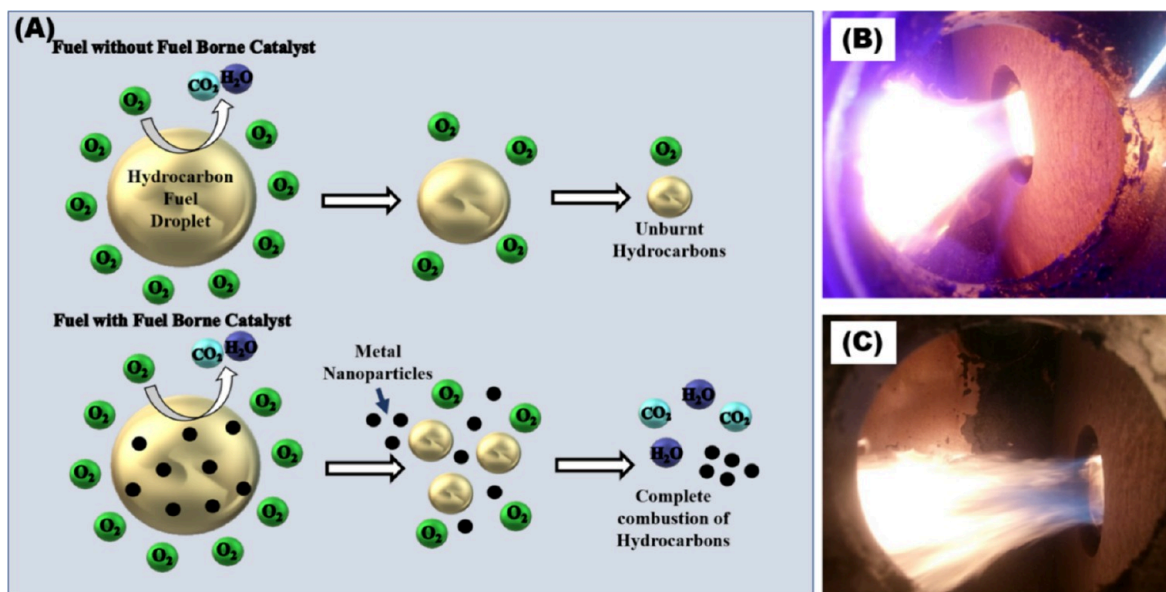 (A)
Fuel without Fuel Borne Catalyst
CO₂ H₂O
O₂
O₂
O₂
O₂
O₂
O₂
O₂
O₂
O₂
Hydrocarbon
Fuel
Droplet
O₂
O₂
O₂
O₂
O₂
Unburnt
Hydrocarbons
Fuel with Fuel Borne Catalyst
CO₂ H₂O
O₂
O₂
O₂
O₂
O₂
O₂
O₂
O₂
O₂
Metal
Nanoparticles
O₂
O₂
O₂
O₂
H₂O
CO₂
CO₂
H₂O
Complete
combustion of
Hydrocarbons
(B)
(C)